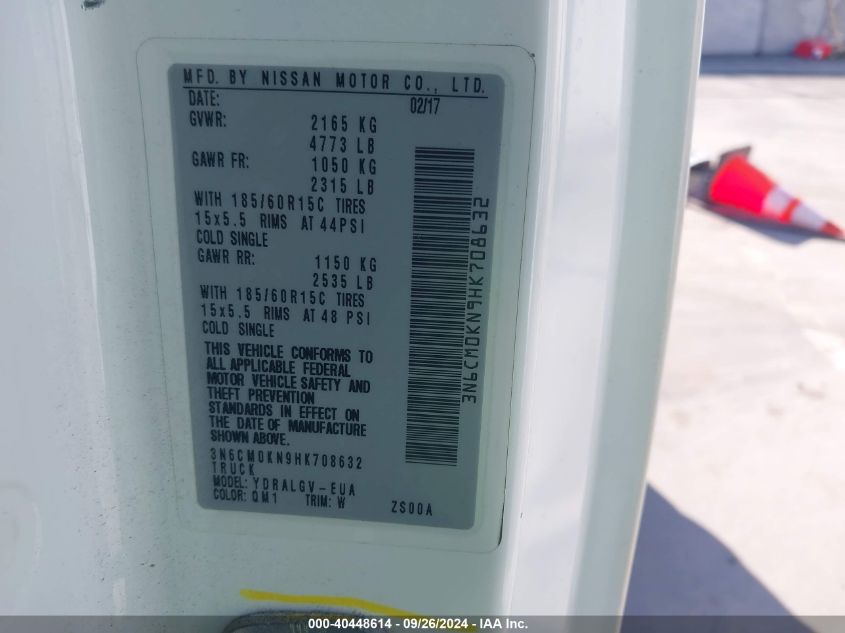 MFD. BY NISSAN MOTOR CO., LTD.
DATE: 02/17
GVWR: 2165 KG
4773 LB
GAWR FR: 1050 KG
2315 LB
WITH 185/60R15C TIRES
15x5.5 RIMS AT 44PSI
COLD SINGLE
GAWR RR: 1150 KG
2535 LB
WITH 185/60R15C TIRES
15x5.5 RIMS AT 48 PSI
COLD SINGLE
THIS VEHICLE CONFORMS TO
ALL APPLICABLE FEDERAL
MOTOR VEHICLE SAFETY AND
THEFT PREVENTION
STANDARDS IN EFFECT ON
THE DATE OF MANUFACTURE
SHOWN ABOVE.
3N6CM0KN9HK708632
TRUCK
MODEL: YDRALGV-EUA
COLOR: QM1 TRIM: W ZS00A
3N6CM0KN9HK708632
000-40448614 - 09/26/2024 - IAA Inc.